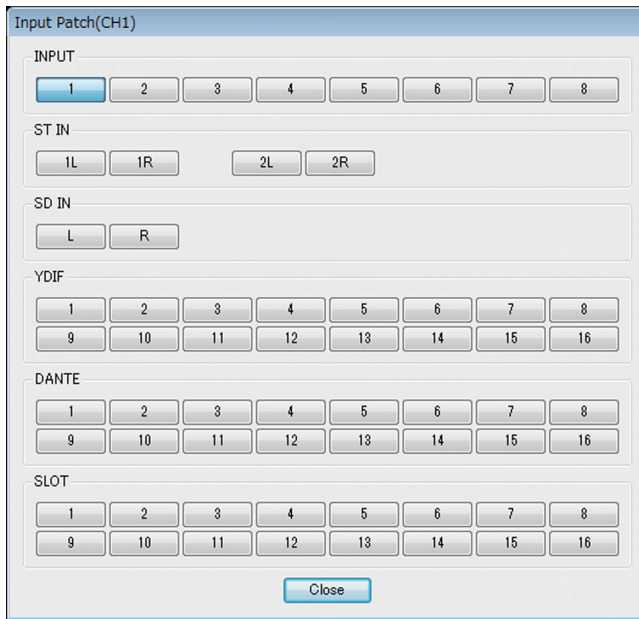 Input Patch(CH1)
INPUT
1 2 3 4 5 6 7 8
ST IN
1L 1R 2L 2R
SD IN
L R
YDIF
1 2 3 4 5 6 7 8
9 10 11 12 13 14 15 16
DANTE
1 2 3 4 5 6 7 8
9 10 11 12 13 14 15 16
SLOT
1 2 3 4 5 6 7 8
9 10 11 12 13 14 15 16
Close